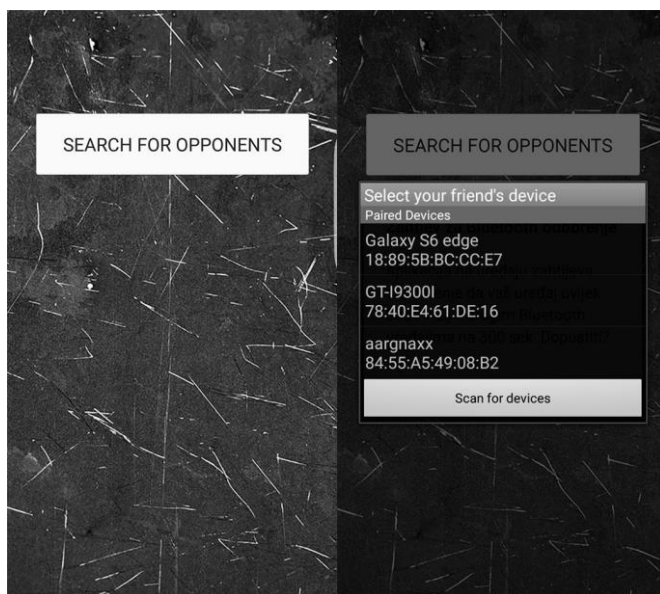 SEARCH FOR OPPONENTS
SEARCH FOR OPPONENTS
Select your friend's device
Paired Devices
Galaxy S6 edge
18:89:5B:BC:CC:E7
GT-I9300I
78:40:E4:61:DE:16
aargnaxx
84:55:A5:49:08:B2
Scan for devices